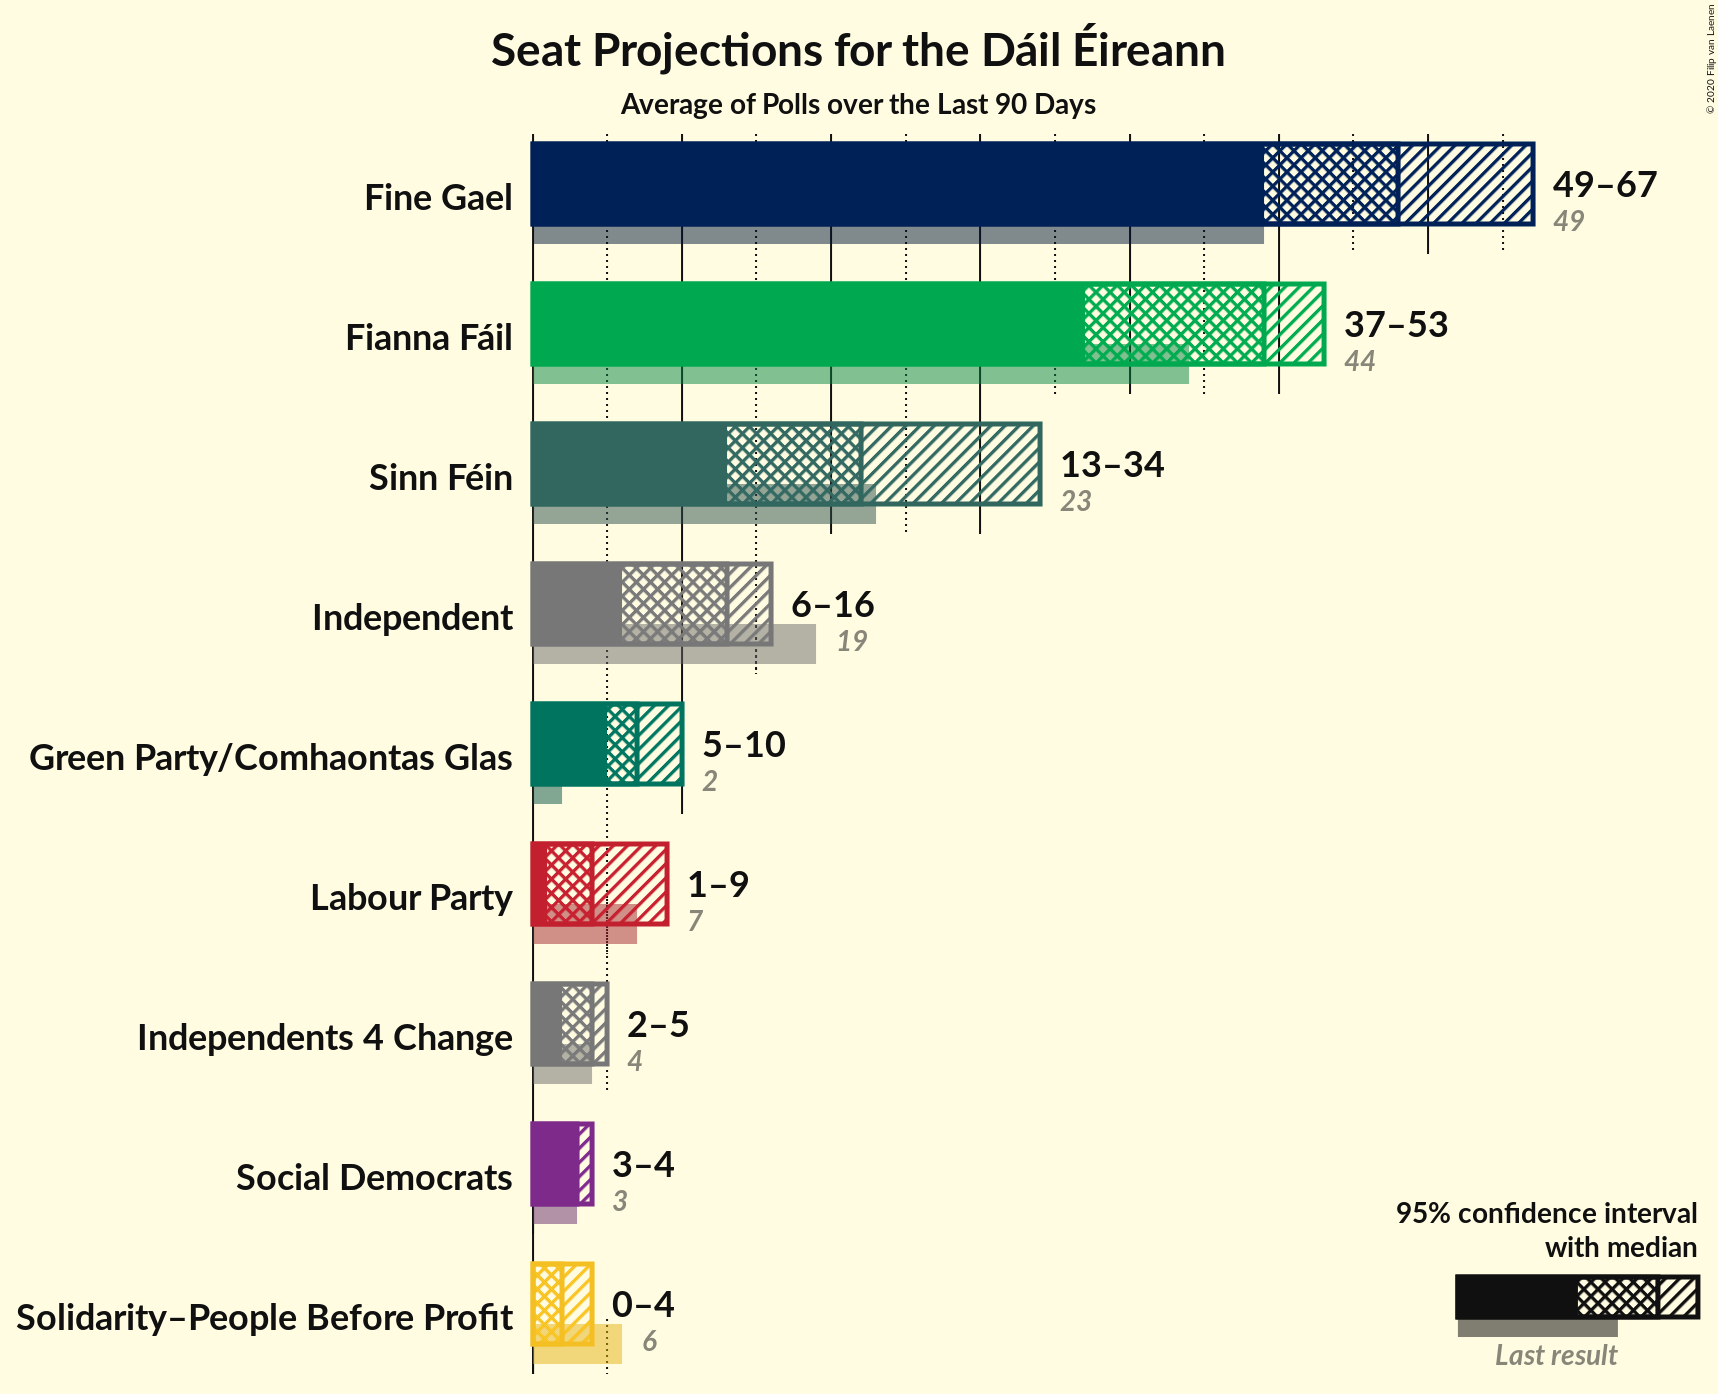 Seat Projections for the Dáil Éireann
Average of Polls over the Last 90 Days
© 2020 Filip van Laenen
Fine Gael
49–67
49
Fianna Fáil
37–53
44
Sinn Féin
13–34
23
Independent
6–16
19
Green Party/Comhaontas Glas
5–10
2
Labour Party
1–9
7
Independents 4 Change
2–5
4
Social Democrats
3–4
3
Solidarity–People Before Profit
0–4
6
95% confidence interval
with median
Last result